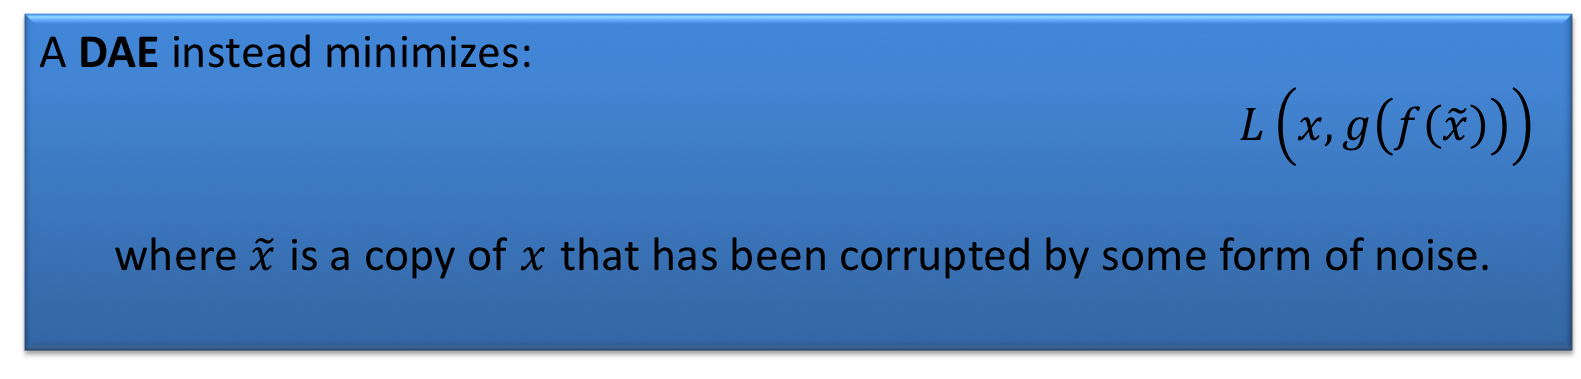 A DAE instead minimizes:
L(x, g(f(x̃)))
where x̃ is a copy of x that has been corrupted by some form of noise.